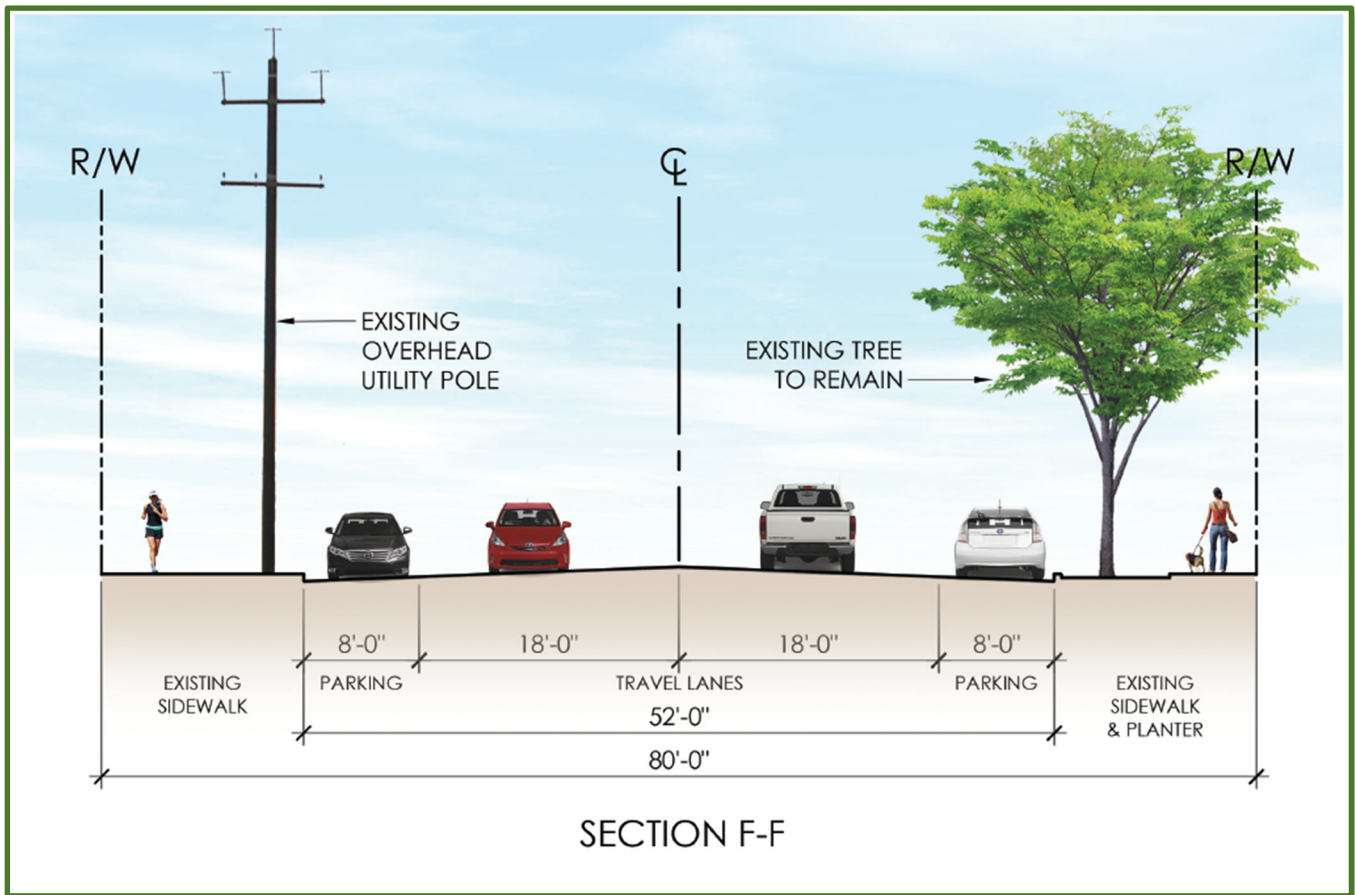 R/W
℄
R/W
EXISTING
OVERHEAD
UTILITY POLE
EXISTING TREE
TO REMAIN
8'-0"
18'-0"
18'-0"
8'-0"
EXISTING
SIDEWALK
PARKING
TRAVEL LANES
PARKING
EXISTING
SIDEWALK
& PLANTER
52'-0"
80'-0"
SECTION F-F